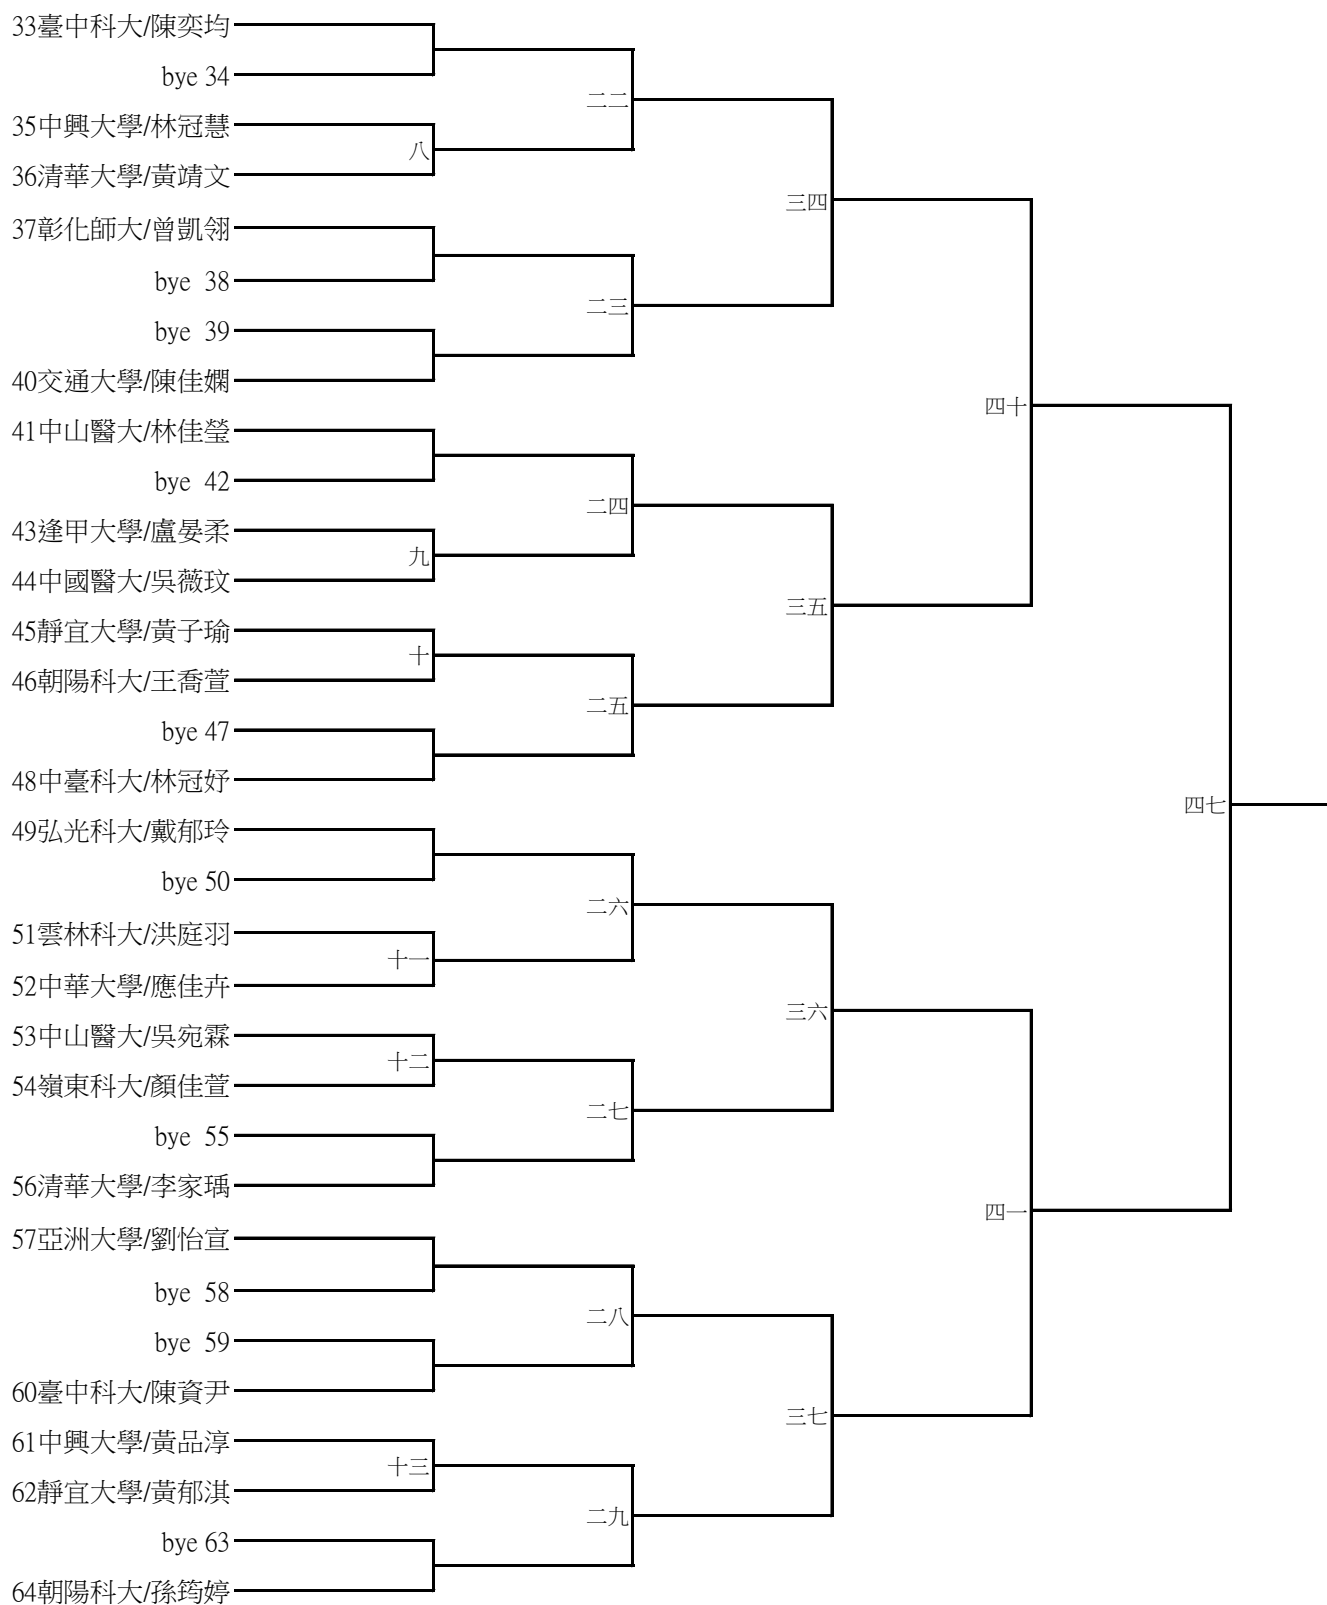 33臺中科大/陳奕均
bye 34
二二
35中興大學/林冠慧
八
36清華大學/黃靖文
三四
37彰化師大/曾凱翎
bye 38
二三
bye 39
40交通大學/陳佳嫻
四十
41中山醫大/林佳瑩
bye 42
二四
43逢甲大學/盧晏柔
九
44中國醫大/吳薇玟
三五
45靜宜大學/黃子瑜
十
46朝陽科大/王喬萱
二五
bye 47
48中臺科大/林冠妤
四七
49弘光科大/戴郁玲
bye 50
二六
51雲林科大/洪庭羽
十一
52中華大學/應佳卉
三六
53中山醫大/吳宛霖
十二
54嶺東科大/顏佳萱
二七
bye 55
56清華大學/李家瑀
四一
57亞洲大學/劉怡宣
bye 58
二八
bye 59
60臺中科大/陳資尹
三七
61中興大學/黃品淳
十三
62靜宜大學/黃郁淇
二九
bye 63
64朝陽科大/孫筠婷